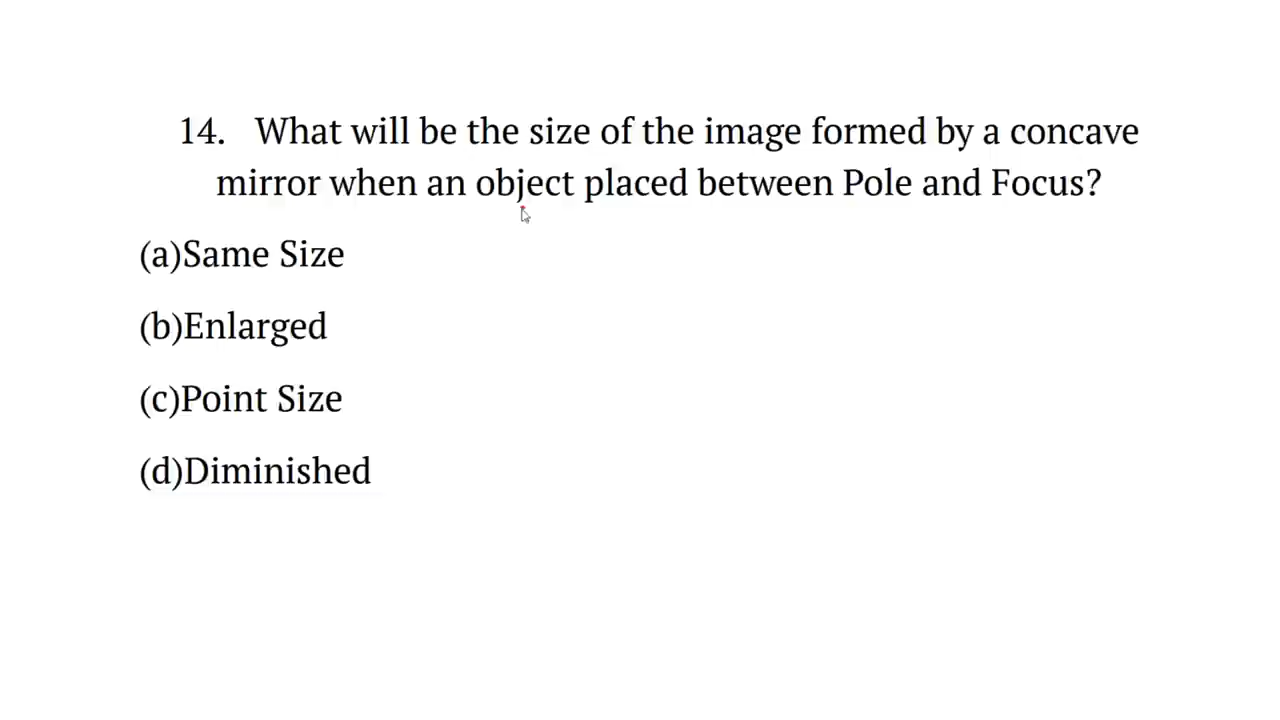 14. What will be the size of the image formed by a concave
mirror when an object placed between Pole and Focus?
(a)Same Size
(b)Enlarged
(c)Point Size
(d)Diminished